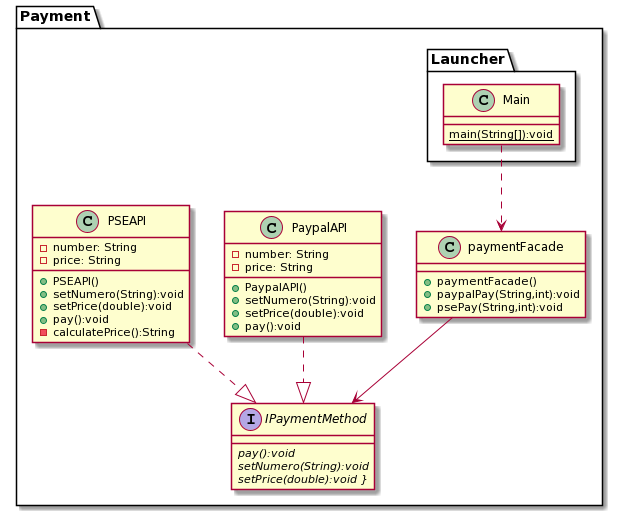 Payment
Launcher
C Main
main(String[]):void
C PSEAPI
number: String
price: String
PSEAPI()
setNumero(String):void
setPrice(double):void
pay():void
calculatePrice():String
C PaypalAPI
number: String
price: String
PaypalAPI()
setNumero(String):void
setPrice(double):void
pay():void
C paymentFacade
paymentFacade()
paypalPay(String,int):void
psePay(String,int):void
I IPaymentMethod
pay():void
setNumero(String):void
setPrice(double):void }